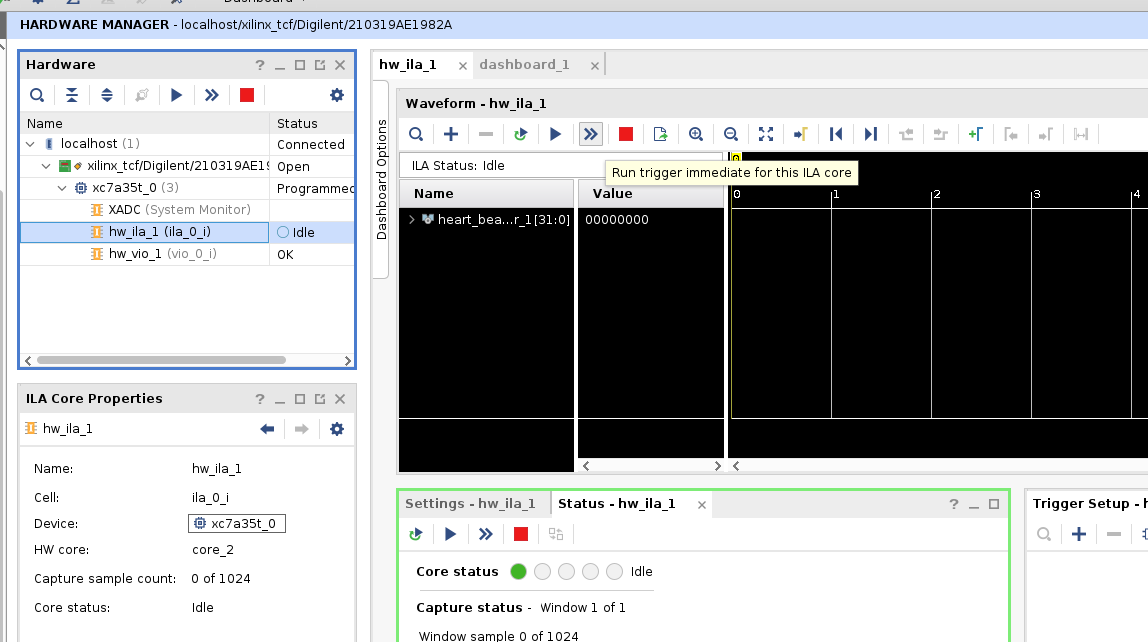 HARDWARE MANAGER - localhost/xilinx_tcf/Digilent/210319AE1982A
Hardware
Name Status
localhost (1) Connected
xilinx_tcf/Digilent/210319AE19 Open
xc7a35t_0 (3) Programmed
XADC (System Monitor)
hw_ila_1 (ila_0_i) Idle
hw_vio_1 (vio_0_i) OK
ILA Core Properties
hw_ila_1
Name: hw_ila_1
Cell: ila_0_i
Device: xc7a35t_0
HW core: core_2
Capture sample count: 0 of 1024
Core status: Idle
hw_ila_1 dashboard_1
Dashboard Options
Waveform - hw_ila_1
ILA Status: Idle
Run trigger immediate for this ILA core
0
Name Value
0 1 2 3 4
heart_bea...r_1[31:0] 00000000
Settings - hw_ila_1 Status - hw_ila_1
Core status Idle
Capture status - Window 1 of 1
Window sample 0 of 1024
Trigger Setup - h